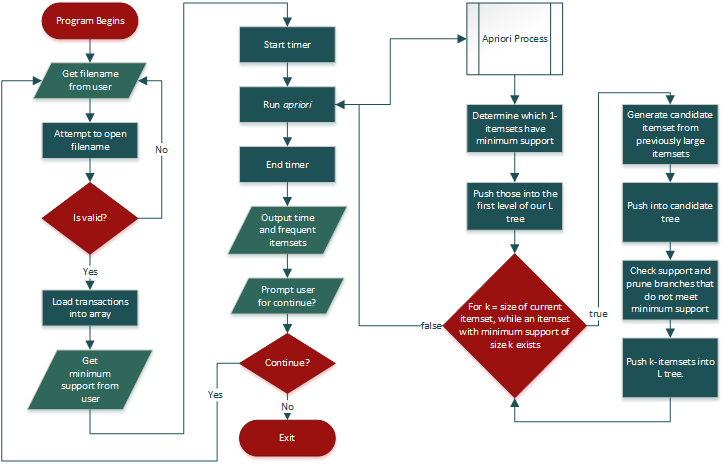 Program Begins
Get filename
from user
Attempt to open
filename
No
Is valid?
Yes
Load transactions
into array
Get
minimum
support from
user
Start timer
Run apriori
End timer
Output time
and frequent
itemsets
Prompt user
for continue?
Continue?
Yes
No
Exit
Apriori Process
Determine which 1-
itemsets have
minimum support
Push those into the
first level of our L
tree
For k = size of current
itemset, while an itemset
with minimum support of
size k exists
false
true
Generate candidate
itemset from
previously large
itemsets
Push into candidate
tree
Check support and
prune branches that
do not meet
minimum support
Push k-itemsets into
L tree.